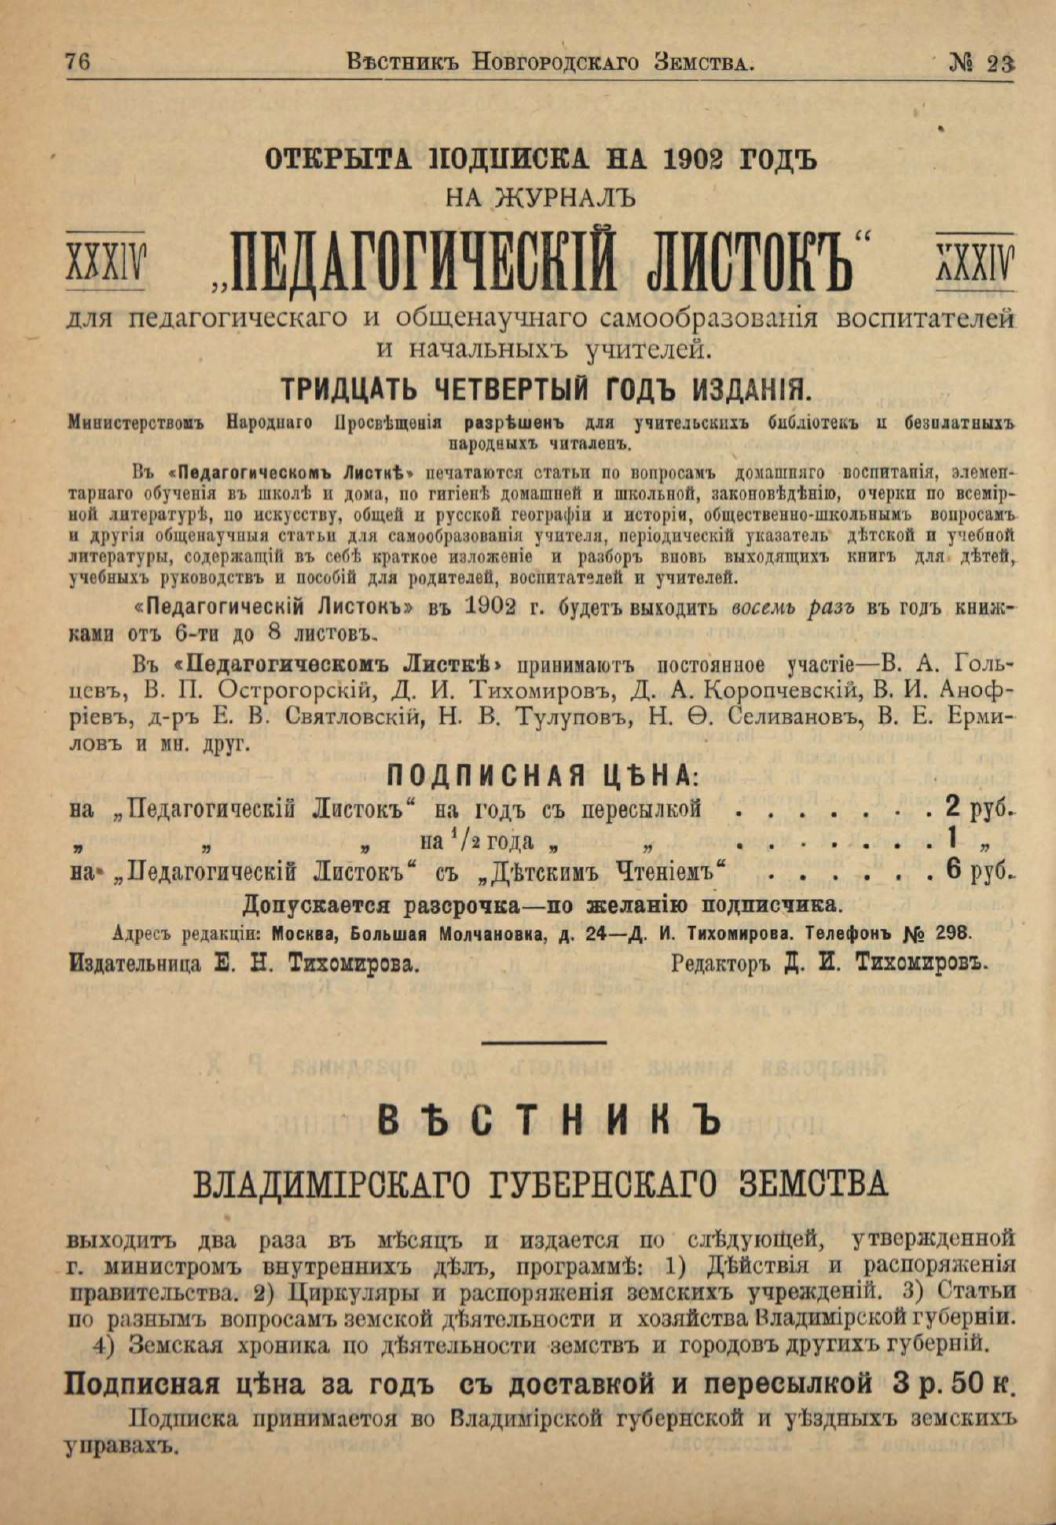 76
Вѣстникъ Новгородскаго Земства.
№ 23
ОТКРЫТА ПОДПИСКА НА 1902 ГОДЪ
НА ЖУРНАЛЪ
XXXIV
„ПЕДАГОГИЧЕСКІЙ ЛИСТОКЪ“
XXXIV
для педагогическаго и общенаучнаго самообразованія воспитателей
и начальныхъ учителей.
ТРИДЦАТЬ ЧЕТВЕРТЫЙ ГОДЪ ИЗДАНІЯ.
Министерствомъ Народнаго Просвѣщенія разрѣшенъ для учительскихъ библіотекъ и безплатныхъ
народныхъ читаленъ.
Въ «Педагогическомъ Листкѣ» печатаются статьи по вопросамъ домашняго воспитанія, элемен-
тарнаго обученія въ школѣ и дома, по гигіенѣ домашней и школьной, законовѣдѣнію, очерки по всемір-
ной литературѣ, по искусству, общей и русской географіи и исторіи, общественно-школьнымъ вопросамъ
и другія общенаучныя статьи для самообразованія учителя, періодическій указатель дѣтской и учебной
литературы, содержащій въ себѣ краткое изложеніе и разборъ вновь выходящихъ книгъ для дѣтей,
учебныхъ руководствъ и пособій для родителей, воспитателей и учителей.
«Педагогическій Листокъ» въ 1902 г. будетъ выходить восемь разъ въ годъ книж-
ками отъ 6-ти до 8 листовъ.
Въ «Педагогическомъ Листкѣ» принимаютъ постоянное участіе—В. А. Голь-
цевъ, В. П. Острогорскій, Д. И. Тихомировъ, Д. А. Коропчевскій, В. И. Аноф-
ріевъ, д-ръ Е. В. Святловскій, Н. В. Тулуповъ, Н. Ѳ. Селивановъ, В. Е. Ерми-
ловъ и мн. друг.
ПОДПИСНАЯ ЦѢНА:
на „Педагогическій Листокъ“ на годъ съ пересылкой . . . . . . . 2 руб.
„ „ „ на 1/2 года „ „ . . . . . . . 1 „
на „Педагогическій Листокъ“ съ „Дѣтскимъ Чтеніемъ“ . . . . . . 6 руб.
Допускается разсрочка—по желанію подписчика.
Адресъ редакціи: Москва, Большая Молчановка, д. 24—Д. И. Тихомирова. Телефонъ № 298.
Издательница Е. Н. Тихомирова.
Редакторъ Д. И. Тихомировъ.
ВѢСТНИКЪ
ВЛАДИМІРСКАГО ГУБЕРНСКАГО ЗЕМСТВА
выходитъ два раза въ мѣсяцъ и издается по слѣдующей, утвержденной
г. министромъ внутреннихъ дѣлъ, программѣ: 1) Дѣйствія и распоряженія
правительства. 2) Циркуляры и распоряженія земскихъ учрежденій. 3) Статьи
по разнымъ вопросамъ земской дѣятельности и хозяйства Владимірской губерніи.
4) Земская хроника по дѣятельности земствъ и городовъ другихъ губерній.
Подписная цѣна за годъ съ доставкой и пересылкой 3 р. 50 к.
Подписка принимается во Владимірской губернской и уѣздныхъ земскихъ
управахъ.